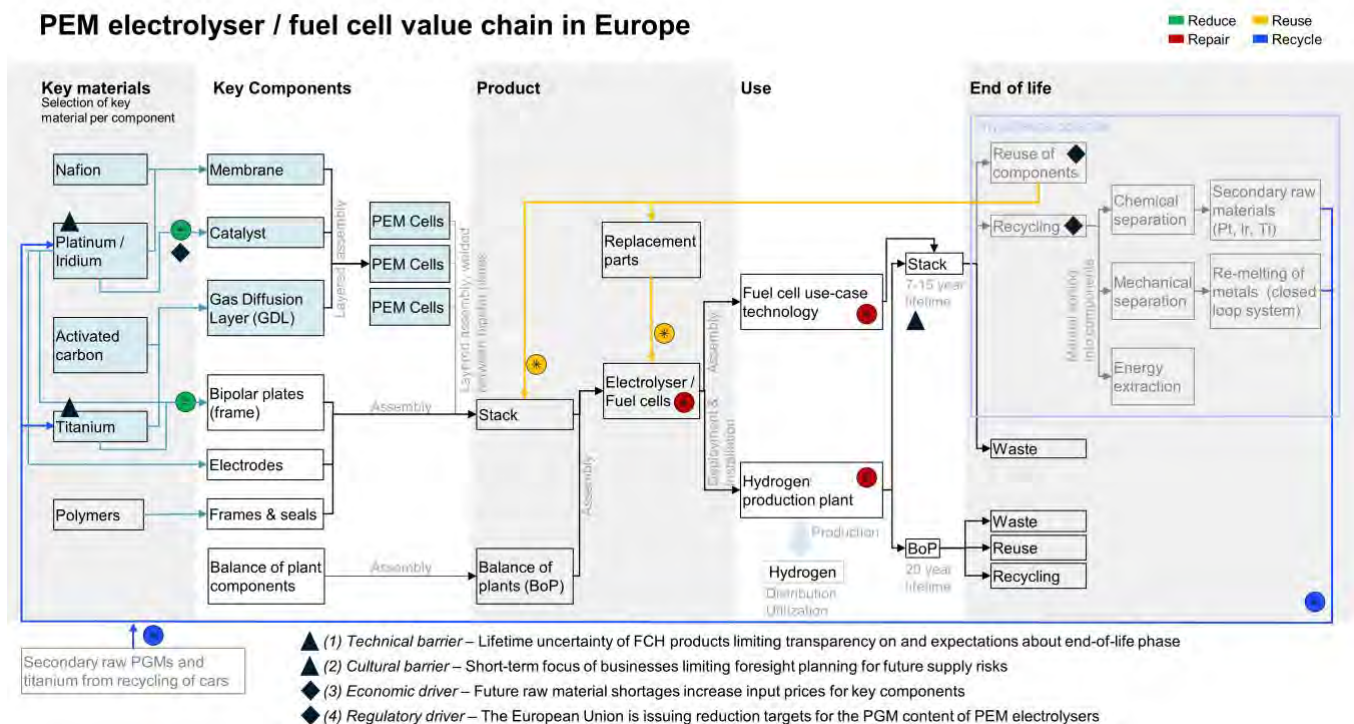 PEM electrolyser / fuel cell value chain in Europe
Reduce
Reuse
Repair
Recycle
Key materials
Selection of key
material per component
Key Components
Product
Use
End of life
Nafion
Platinum /
Iridium
Activated
carbon
Titanium
Polymers
Membrane
Catalyst
Gas Diffusion
Layer (GDL)
Bipolar plates
(frame)
Electrodes
Frames & seals
Balance of plant
components
Layered assembly
PEM Cells
PEM Cells
PEM Cells
Layered assembly, welded
between bipolar plates
Assembly
Assembly
Stack
Balance of
plants (BoP)
Assembly
Replacement
parts
Electrolyser /
Fuel cells
Deployment & Assembly
Installation
Fuel cell use-case
technology
Hydrogen
production plant
Production
Hydrogen
Distribution
Utilization
Stack
7-15 year
lifetime
BoP
20 year
lifetime
Reuse of
components
Recycling
Manual sorting
into components
Chemical
separation
Mechanical
separation
Energy
extraction
Secondary raw
materials
(Pt, Ir, Ti)
Re-melting of
metals (closed
loop system)
Waste
Waste
Reuse
Recycling
Secondary raw PGMs and
titanium from recycling of cars
(1) Technical barrier – Lifetime uncertainty of FCH products limiting transparency on and expectations about end-of-life phase
(2) Cultural barrier – Short-term focus of businesses limiting foresight planning for future supply risks
(3) Economic driver – Future raw material shortages increase input prices for key components
(4) Regulatory driver – The European Union is issuing reduction targets for the PGM content of PEM electrolysers